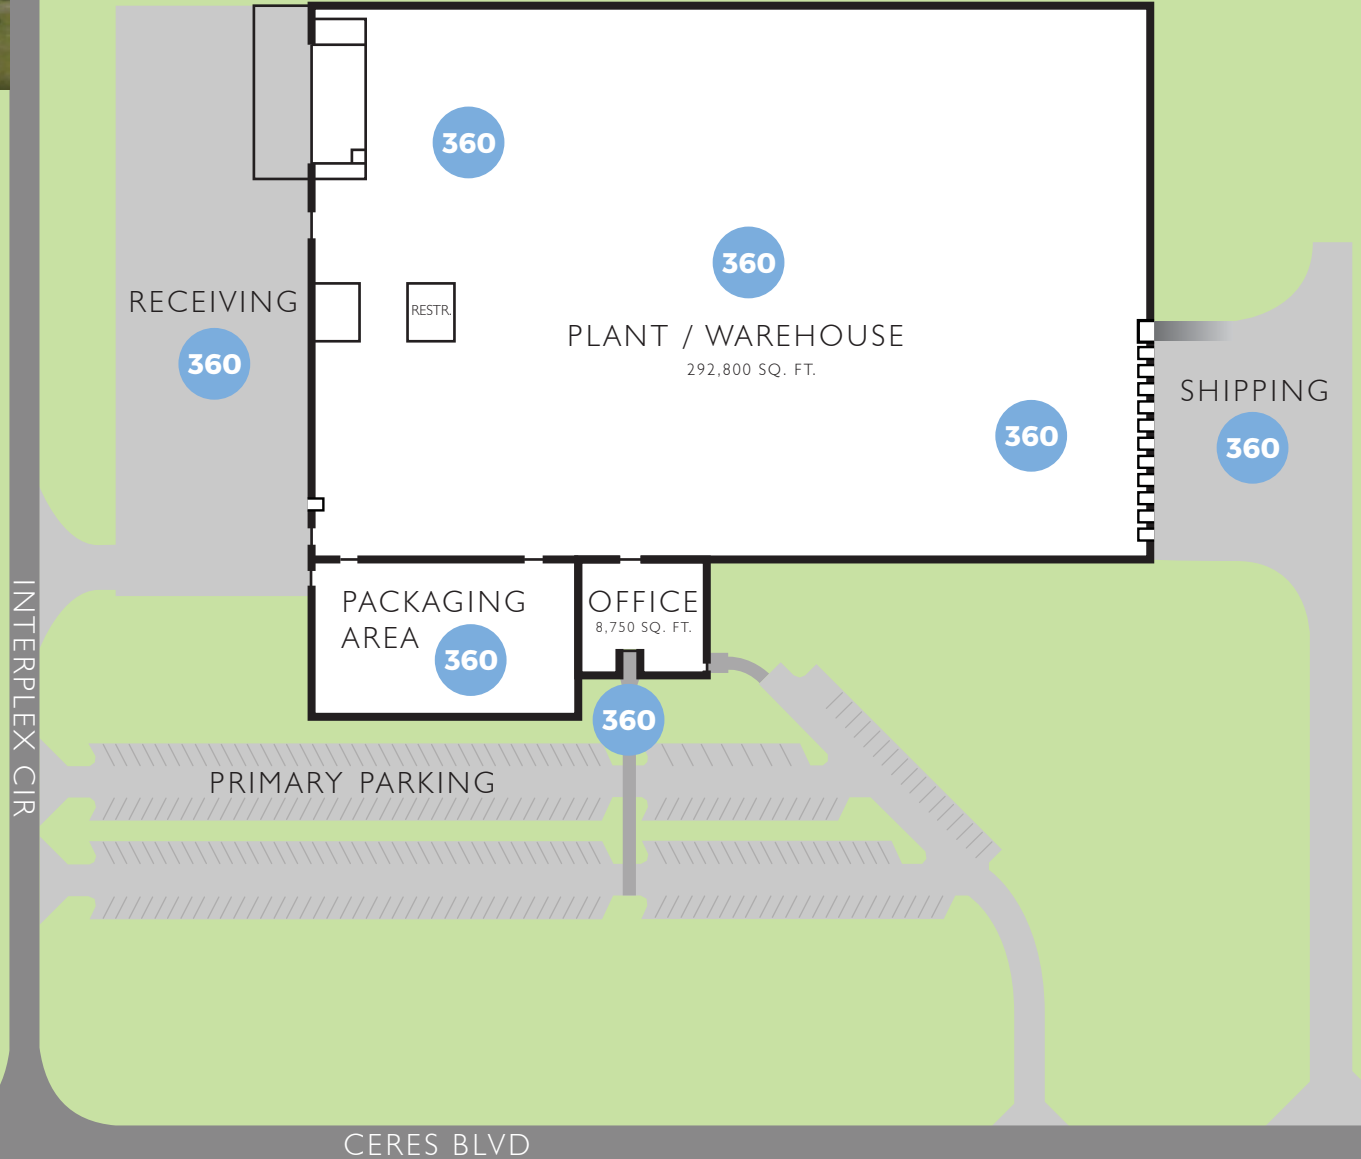 360
360
RECEIVING
360
RESTR.
PLANT / WAREHOUSE
292,800 SQ. FT.
SHIPPING
360
360
PACKAGING
AREA
360
OFFICE
8,750 SQ. FT.
360
PRIMARY PARKING
INTERPLEX CIR
CERES BLVD